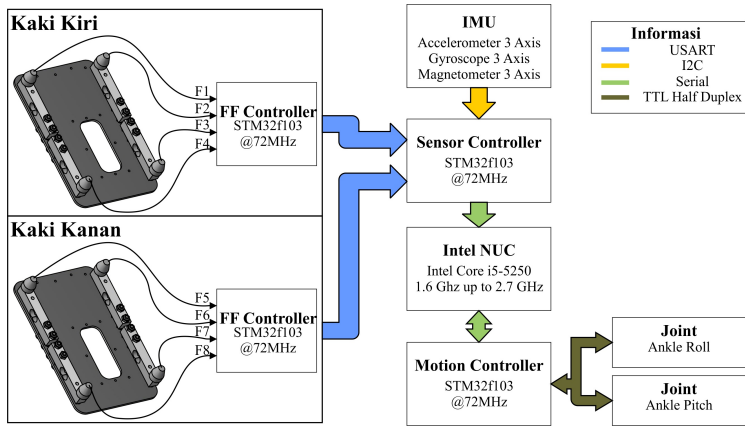 Kaki Kiri
F1
F2
F3
F4
FF Controller
STM32f103
@72MHz
Kaki Kanan
F5
F6
F7
F8
FF Controller
STM32f103
@72MHz
IMU
Accelerometer 3 Axis
Gyroscope 3 Axis
Magnetometer 3 Axis
Sensor Controller
STM32f103
@72MHz
Intel NUC
Intel Core i5-5250
1.6 Ghz up to 2.7 GHz
Motion Controller
STM32f103
@72MHz
Informasi
USART
I2C
Serial
TTL Half Duplex
Joint
Ankle Roll
Joint
Ankle Pitch